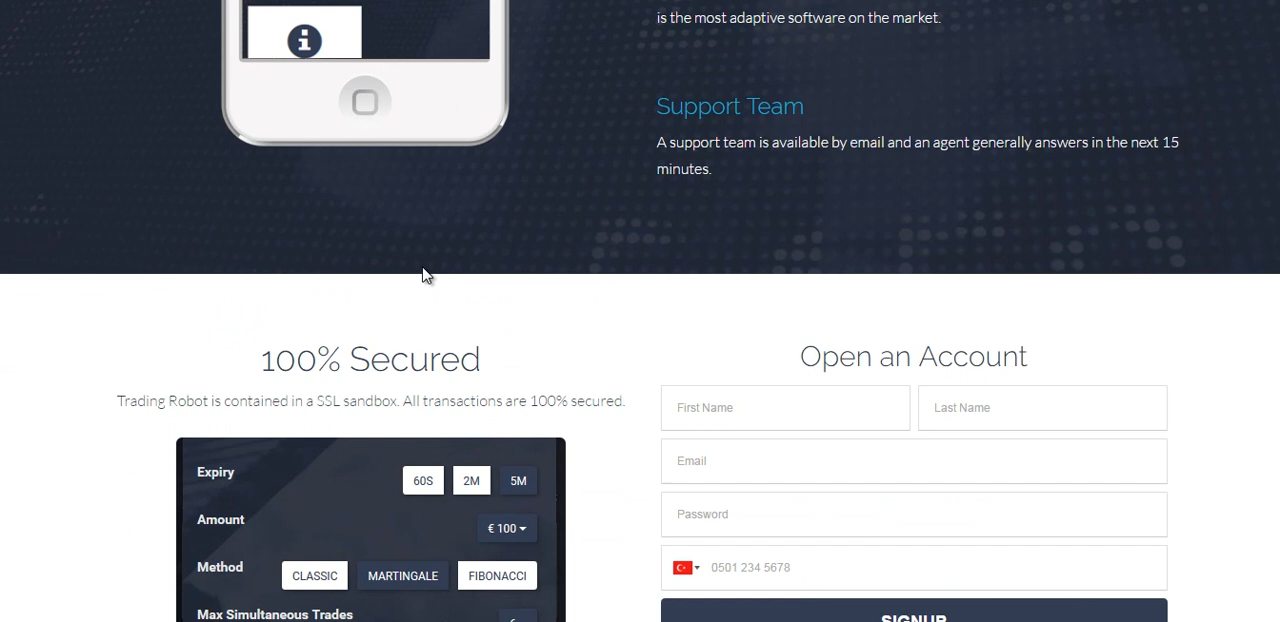 is the most adaptive software on the market.
Support Team
A support team is available by email and an agent generally answers in the next 15
minutes.
100% Secured
Trading Robot is contained in a SSL sandbox. All transactions are 100% secured.
Expiry
60S 2M 5M
Amount
€ 100
Method
CLASSIC MARTINGALE FIBONACCI
Max Simultaneous Trades
Open an Account
First Name Last Name
Email
Password
0501 234 5678
SIGNUP